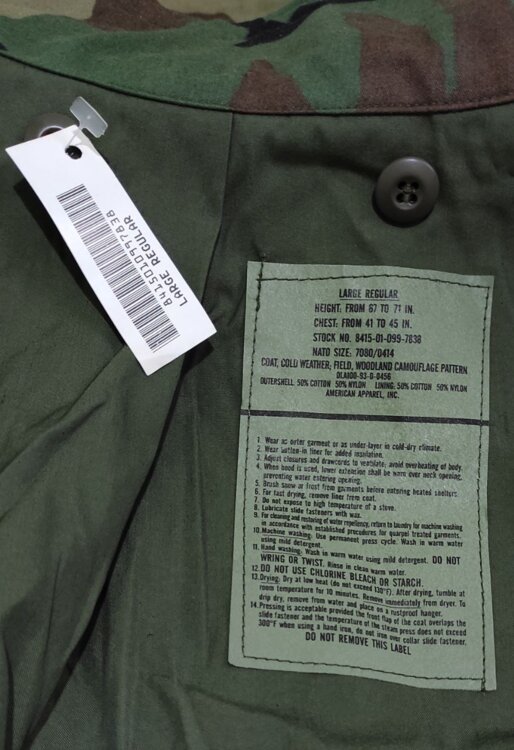 8415010997838
LARGE REGULAR
LARGE REGULAR
HEIGHT: FROM 67 TO 71 IN.
CHEST: FROM 41 TO 45 IN.
STOCK NO. 8415-01-099-7838
NATO SIZE: 7080/0414
COAT, COLD WEATHER; FIELD, WOODLAND CAMOUFLAGE PATTERN
DLA100-93-D-0456
OUTERSHELL: 50% COTTON 50% NYLON LINING: 50% COTTON 50% NYLON
AMERICAN APPAREL, INC.
1. Wear as outer garment or as under-layer in cold-dry climate.
2. Wear button-in liner for added insulation.
3. Adjust closures and drawcords to ventilate; avoid overheating of body.
4. When hood is used, lower extension shall be worn over neck opening,
preventing water entering opening.
5. Brush snow or frost from garments before entering heated shelters.
6. For fast drying, remove liner from coat.
7. Do not expose to high temperature of a stove.
8. Lubricate slide fasteners with wax.
9. For cleaning and restoring of water repellency, return to laundry for machine washing
in accordance with established procedures for quarpel treated garments.
10. Machine washing: Use permanent press cycle. Wash in warm water
using mild detergent.
11. Hand washing: Wash in warm water using mild detergent. DO NOT
WRING OR TWIST. Rinse in clean warm water.
12. DO NOT USE CHLORINE BLEACH OR STARCH.
13. Drying: Dry at low heat (do not exceed 130°F). After drying, tumble at
room temperature for 10 minutes. Remove immediately from dryer. To
drip dry, remove from water and place on a rustproof hanger.
14. Pressing is acceptable provided the front flap of the coat overlaps the
slide fastener and the temperature of the steam press does not exceed
300°F when using a hand iron, do not iron over collar slide fastener.
DO NOT REMOVE THIS LABEL